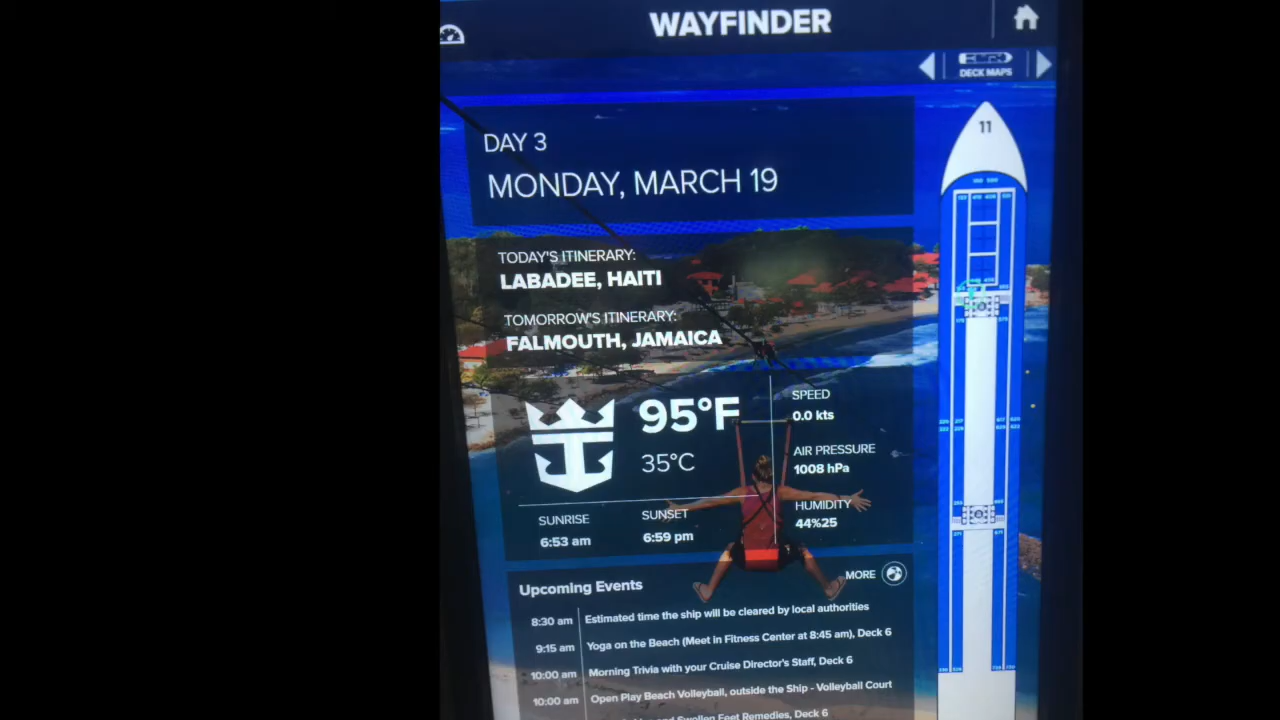 WAYFINDER
DECK MAPS
11
DAY 3
MONDAY, MARCH 19
TODAY'S ITINERARY:
LABADEE, HAITI
TOMORROW'S ITINERARY:
FALMOUTH, JAMAICA
95°F
35°C
SPEED
0.0 kts
AIR PRESSURE
1008 hPa
HUMIDITY
44%25
SUNRISE
6:53 am
SUNSET
6:59 pm
Upcoming Events
MORE
8:30 am Estimated time the ship will be cleared by local authorities
9:15 am Yoga on the Beach (Meet in Fitness Center at 8:45 am), Deck 6
10:00 am Morning Trivia with your Cruise Director's Staff, Deck 6
10:00 am Open Play Beach Volleyball, outside the Ship - Volleyball Court
and Swollen Feet Remedies, Deck 6